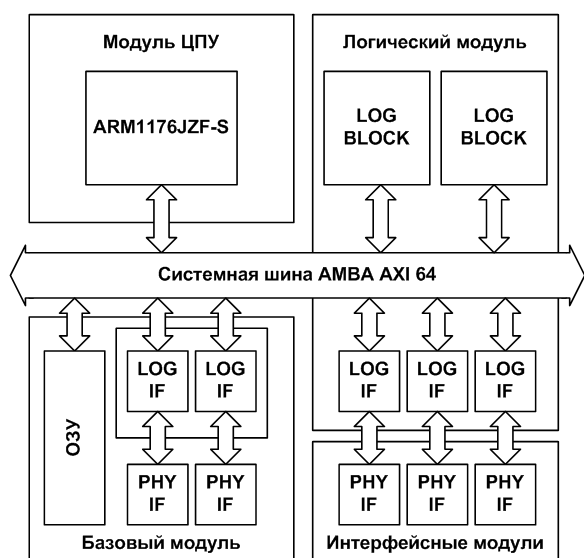 Модуль ЦПУ
Логический модуль
ARM1176JZF-S
LOG
BLOCK
LOG
BLOCK
Системная шина AMBA AXI 64
ОЗУ
LOG
IF
LOG
IF
LOG
IF
LOG
IF
LOG
IF
PHY
IF
PHY
IF
PHY
IF
PHY
IF
PHY
IF
Базовый модуль
Интерфейсные модули